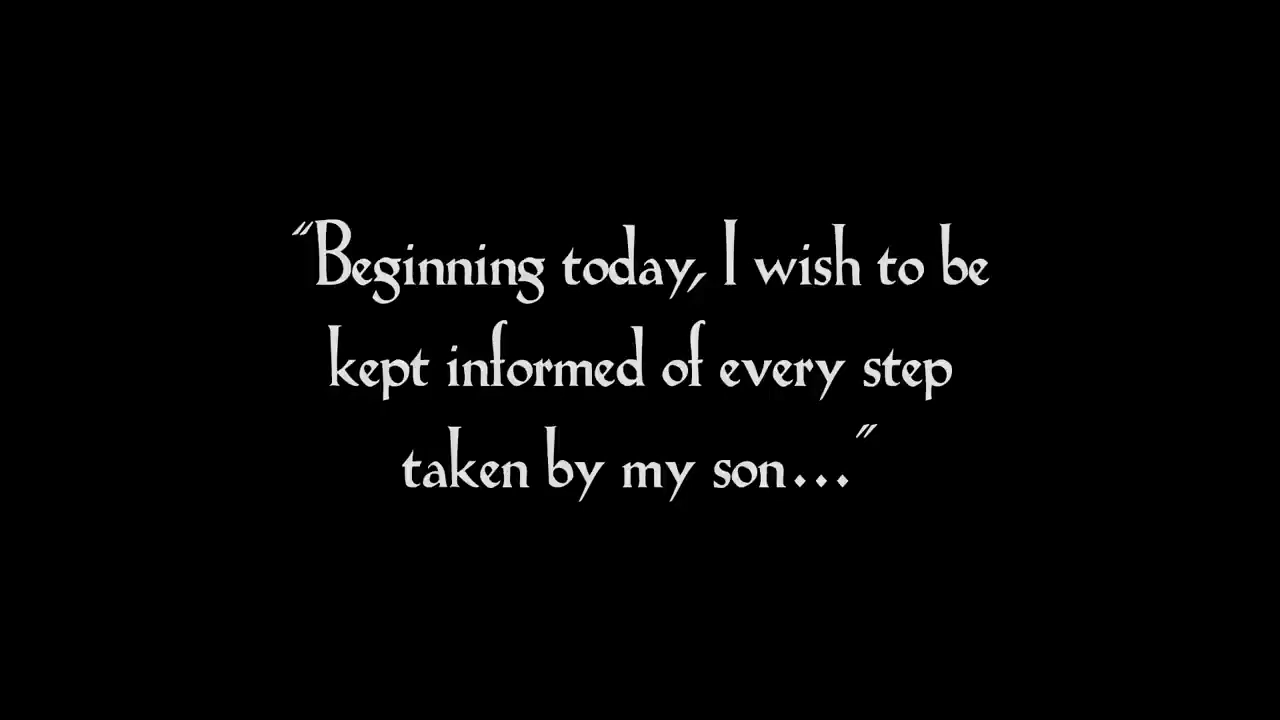 "Beginning today, I wish to be
kept informed of every step
taken by my son..."